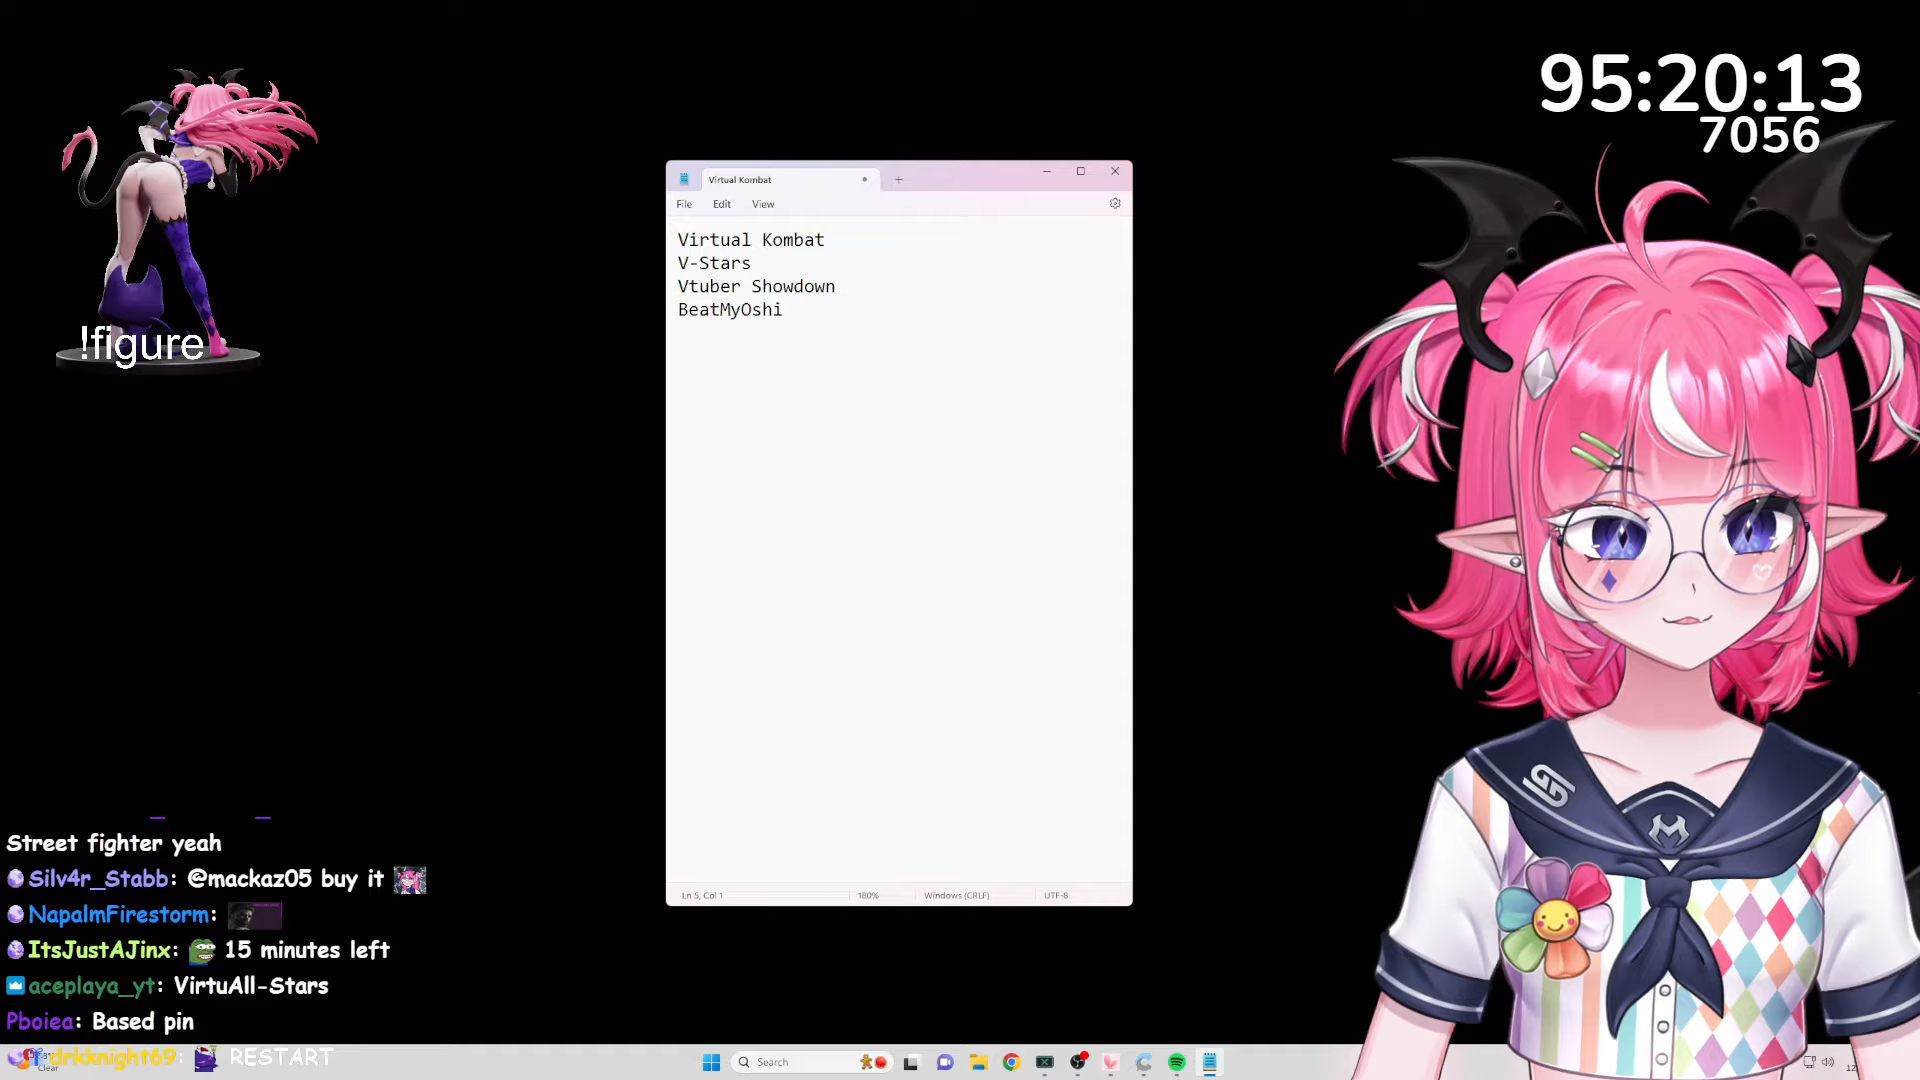 95:20:13
7056
Virtual Kombat
File Edit View
Virtual Kombat
V-Stars
Vtuber Showdown
BeatMyOshi
!figure
Street fighter yeah
Silv4r_Stabb: @mackaz05 buy it
NapalmFirestorm:
ItsJustAJinx: 15 minutes left
aceplaya_yt: VirtuAll-Stars
Pboiea: Based pin
drkknight69: RESTART
Ln 5, Col 1 180% Windows (CRLF) UTF-8
Clear
Search